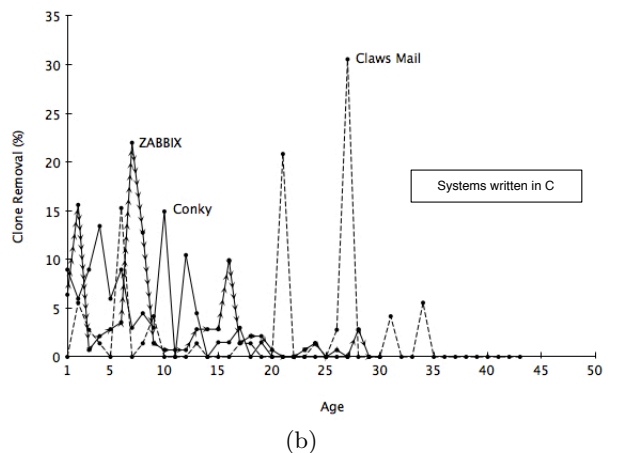 35
30
25
20
15
10
5
0
Clone Removal (%)
Claws Mail
ZABBIX
Conky
Systems written in C
1 5 10 15 20 25 30 35 40 45 50
Age
(b)